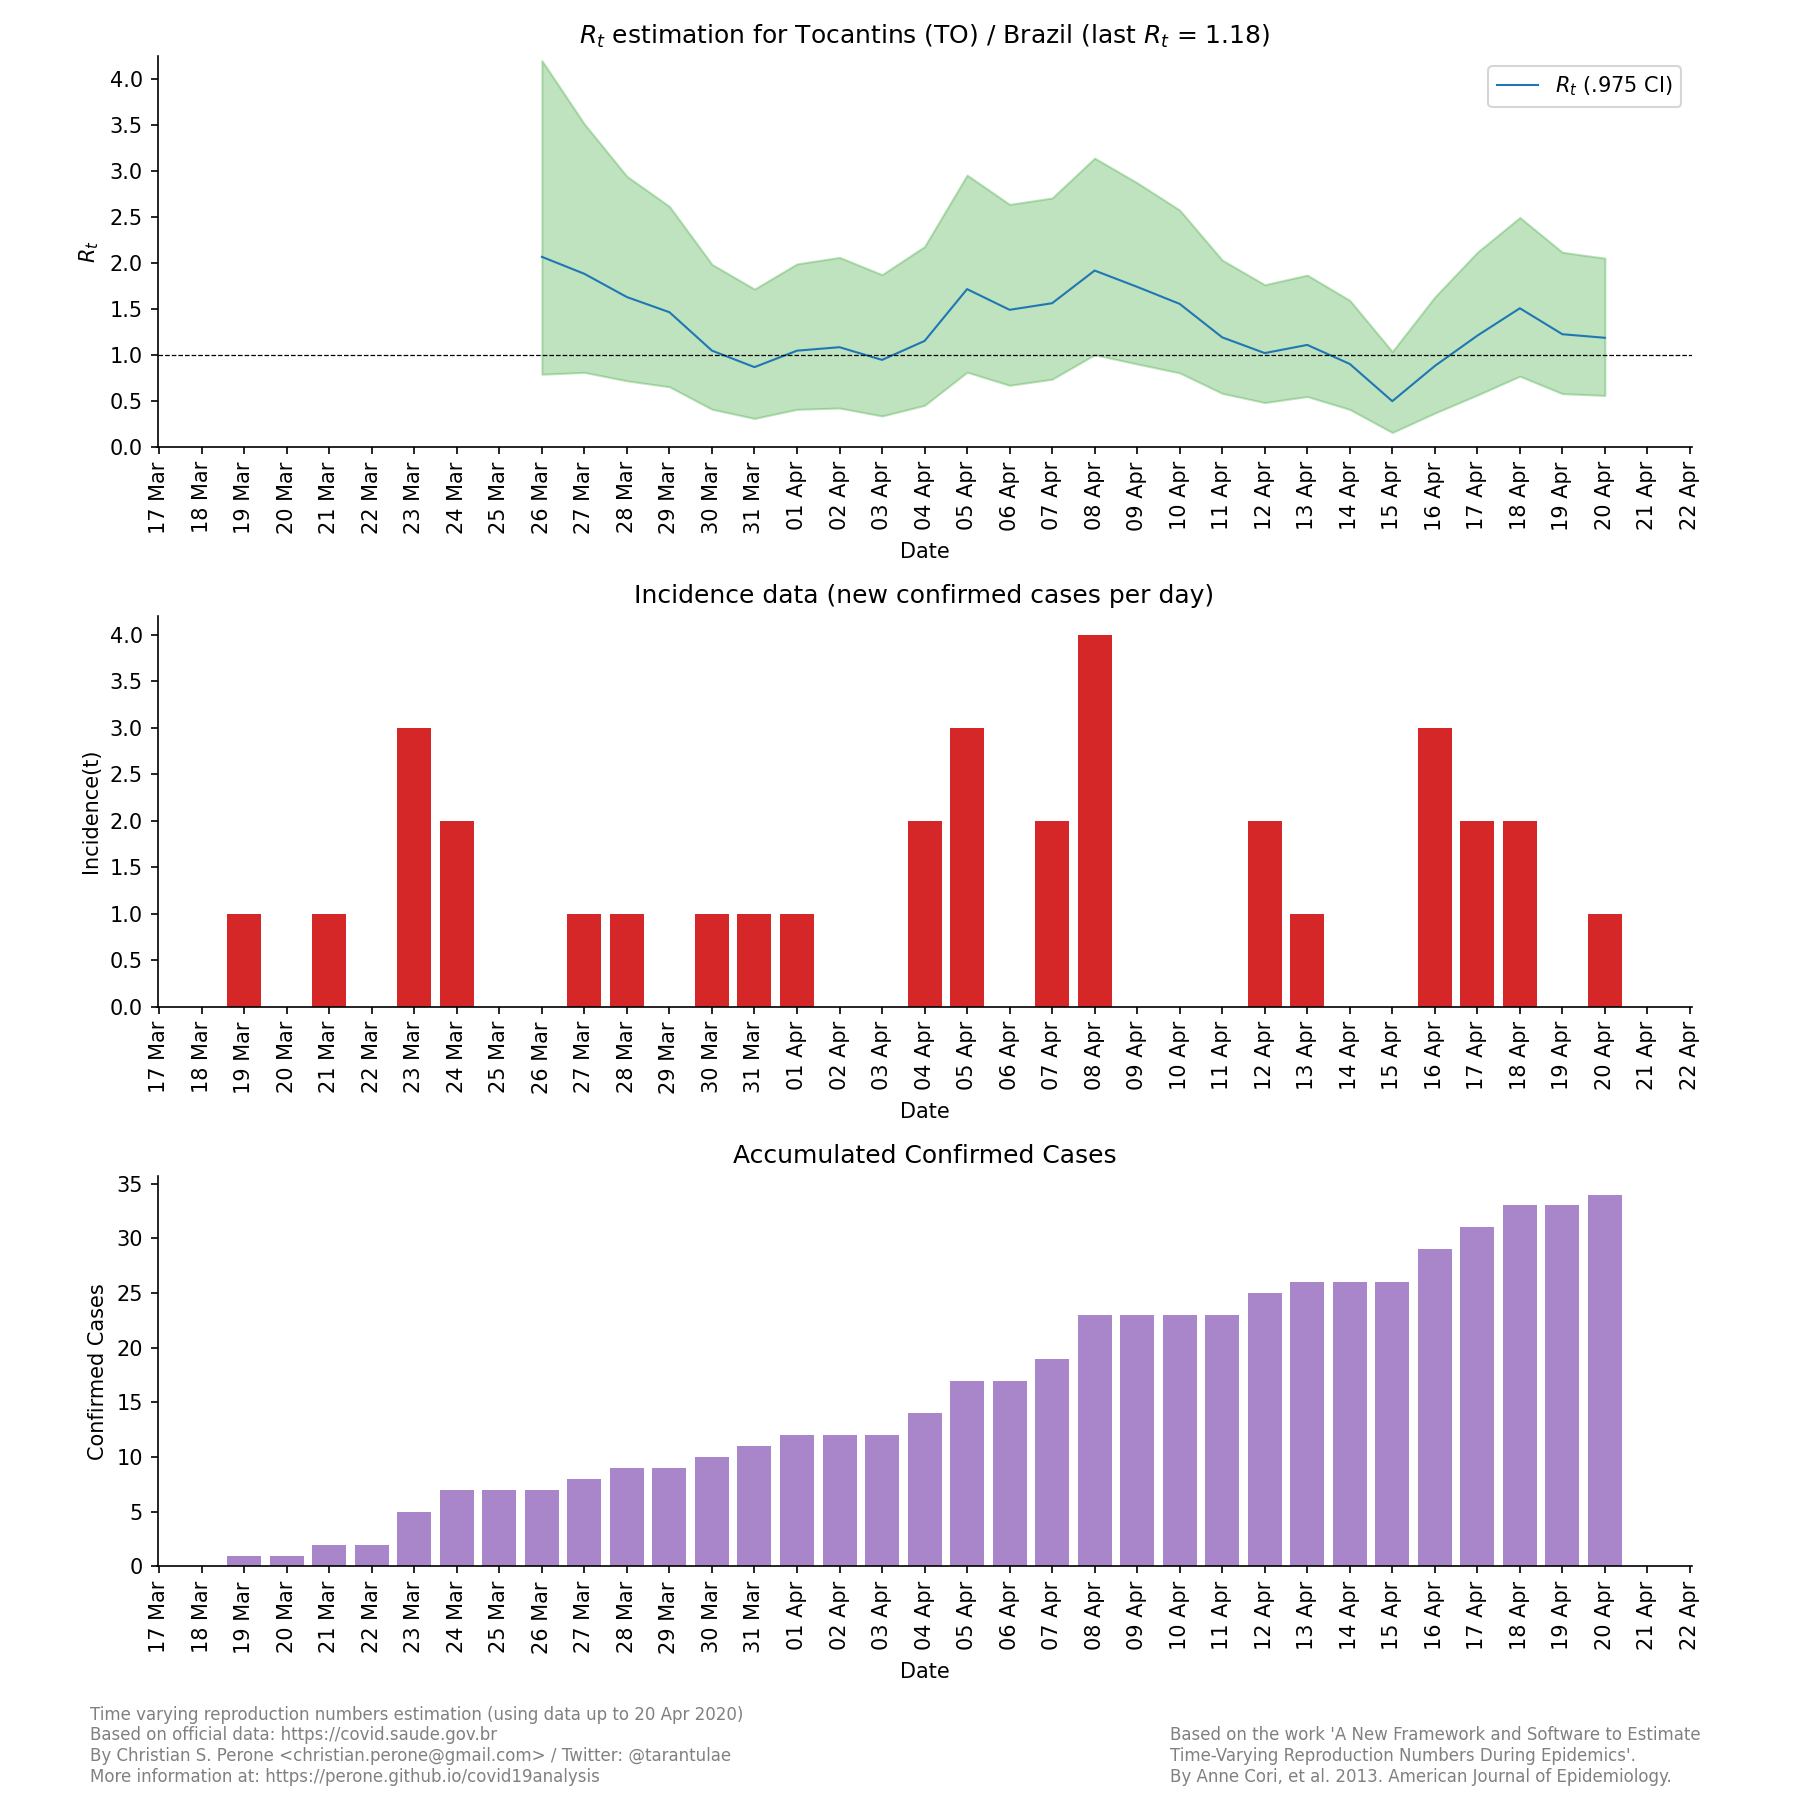 Rt estimation for Tocantins (TO) / Brazil (last Rt = 1.18)
Rt (.975 CI)
4.0
3.5
3.0
2.5
2.0
1.5
1.0
0.5
0.0
Rt
17 Mar 18 Mar 19 Mar 20 Mar 21 Mar 22 Mar 23 Mar 24 Mar 25 Mar 26 Mar 27 Mar 28 Mar 29 Mar 30 Mar 31 Mar 01 Apr 02 Apr 03 Apr 04 Apr 05 Apr 06 Apr 07 Apr 08 Apr 09 Apr 10 Apr 11 Apr 12 Apr 13 Apr 14 Apr 15 Apr 16 Apr 17 Apr 18 Apr 19 Apr 20 Apr 21 Apr 22 Apr
Date
Incidence data (new confirmed cases per day)
4.0
3.5
3.0
2.5
2.0
1.5
1.0
0.5
0.0
Incidence(t)
17 Mar 18 Mar 19 Mar 20 Mar 21 Mar 22 Mar 23 Mar 24 Mar 25 Mar 26 Mar 27 Mar 28 Mar 29 Mar 30 Mar 31 Mar 01 Apr 02 Apr 03 Apr 04 Apr 05 Apr 06 Apr 07 Apr 08 Apr 09 Apr 10 Apr 11 Apr 12 Apr 13 Apr 14 Apr 15 Apr 16 Apr 17 Apr 18 Apr 19 Apr 20 Apr 21 Apr 22 Apr
Date
Accumulated Confirmed Cases
35
30
25
20
15
10
5
0
Confirmed Cases
17 Mar 18 Mar 19 Mar 20 Mar 21 Mar 22 Mar 23 Mar 24 Mar 25 Mar 26 Mar 27 Mar 28 Mar 29 Mar 30 Mar 31 Mar 01 Apr 02 Apr 03 Apr 04 Apr 05 Apr 06 Apr 07 Apr 08 Apr 09 Apr 10 Apr 11 Apr 12 Apr 13 Apr 14 Apr 15 Apr 16 Apr 17 Apr 18 Apr 19 Apr 20 Apr 21 Apr 22 Apr
Date
Time varying reproduction numbers estimation (using data up to 20 Apr 2020)
Based on official data: https://covid.saude.gov.br
By Christian S. Perone <christian.perone@gmail.com> / Twitter: @tarantulae
More information at: https://perone.github.io/covid19analysis
Based on the work 'A New Framework and Software to Estimate
Time-Varying Reproduction Numbers During Epidemics'.
By Anne Cori, et al. 2013. American Journal of Epidemiology.